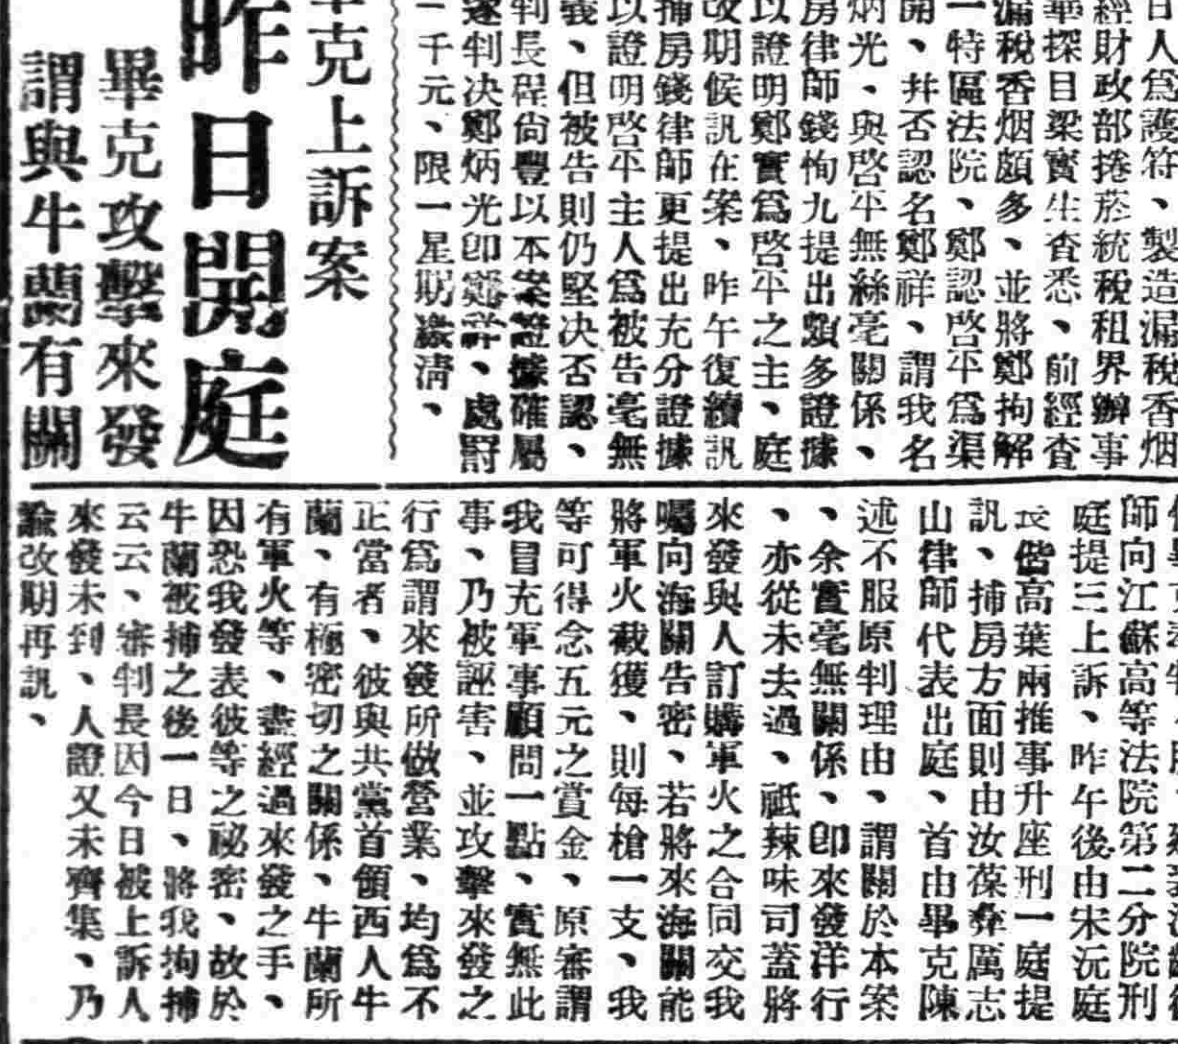 日人爲護符、製造漏稅香烟
經財政部捲菸統稅租界辦事
華探目梁實生查悉、前經查
漏稅香烟頗多、並將鄭拘解
一特區法院、鄭認啓平爲渠
開、幷否認名鄭祥、謂我名
炳光、與啓平無絲毫關係、
房律師錢恂九提出頗多證據
以證明鄭實爲啓平之主、庭
改期候訊在案、昨午復續訊
捕房錢律師更提出充分證據
以證明啓平主人爲被告毫無
義、但被告則仍堅决否認、
判長程尙豐以本案證據確屬
遂判决鄭炳光卽鄭祥、處罸
一千元、限一星期繳淸、
畢克上訴案
昨日開庭
畢克攻擊來發
謂與牛蘭有關
師向江蘇高等法院第二分院刑
庭提三上訴、昨午後由宋沅庭
長偕高葉兩推事升座刑一庭提
訊、捕房方面則由汝葆彝厲志
山律師代表出庭、首由畢克陳
述不服原判理由、謂關於本案
、余實毫無關係、卽來發洋行
、亦從未去過、祗辣味司蓋將
來發與人訂購軍火之合同交我
囑向海關告密、若將來海關能
將軍火截獲、則每槍一支、我
等可得念五元之賞金、原審謂
我目充軍事顧問一點、實無此
事、乃被誣害、並攻擊來發之
行爲謂來發所做營業、均爲不
正當者、彼與共黨首領西人牛
蘭、有極密切之關係、牛蘭所
有軍火等、盡經過來發之手、
因恐我發表彼等之祕密、故於
牛蘭被捕之後一日、將我拘捕
云云、審判長因今日被上訴人
來發未到、人證又未齊集、乃
諭改期再訊、